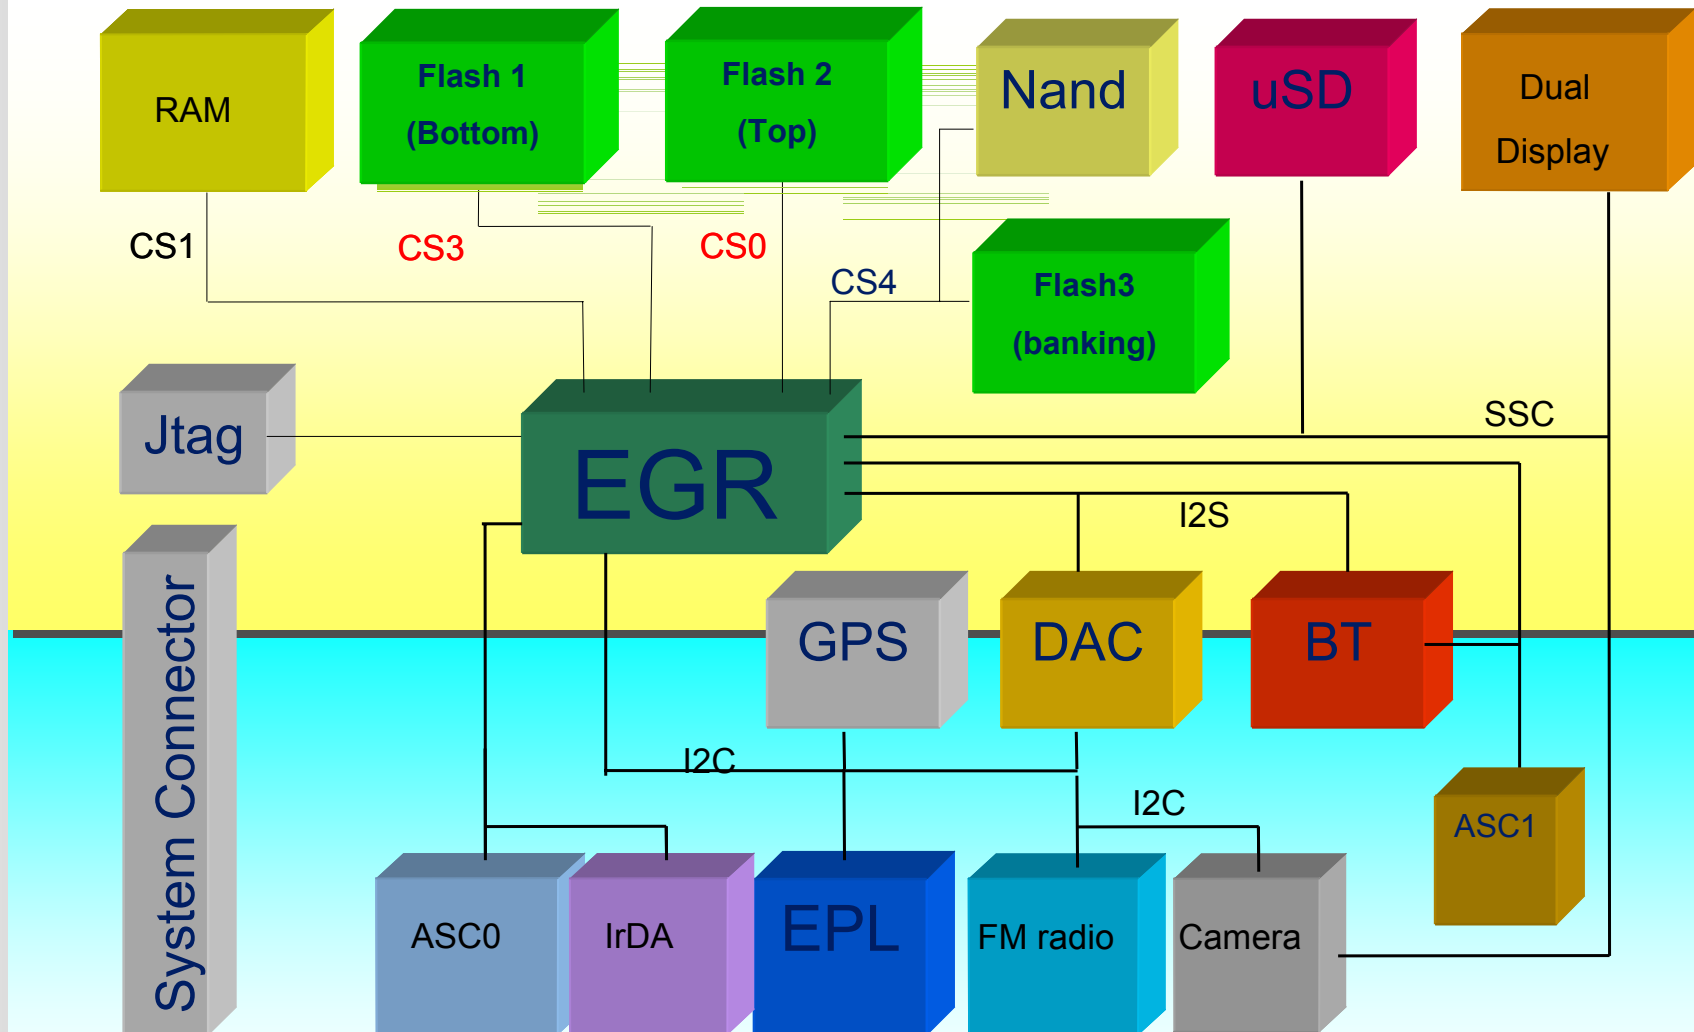 RAM
Flash 1
(Bottom)
Flash 2
(Top)
Nand
uSD
Dual
Display
CS1
CS3
CS0
CS4
Flash3
(banking)
Jtag
EGR
SSC
I2S
System Connector
GPS
DAC
BT
I2C
I2C
ASC1
ASC0
IrDA
EPL
FM radio
Camera